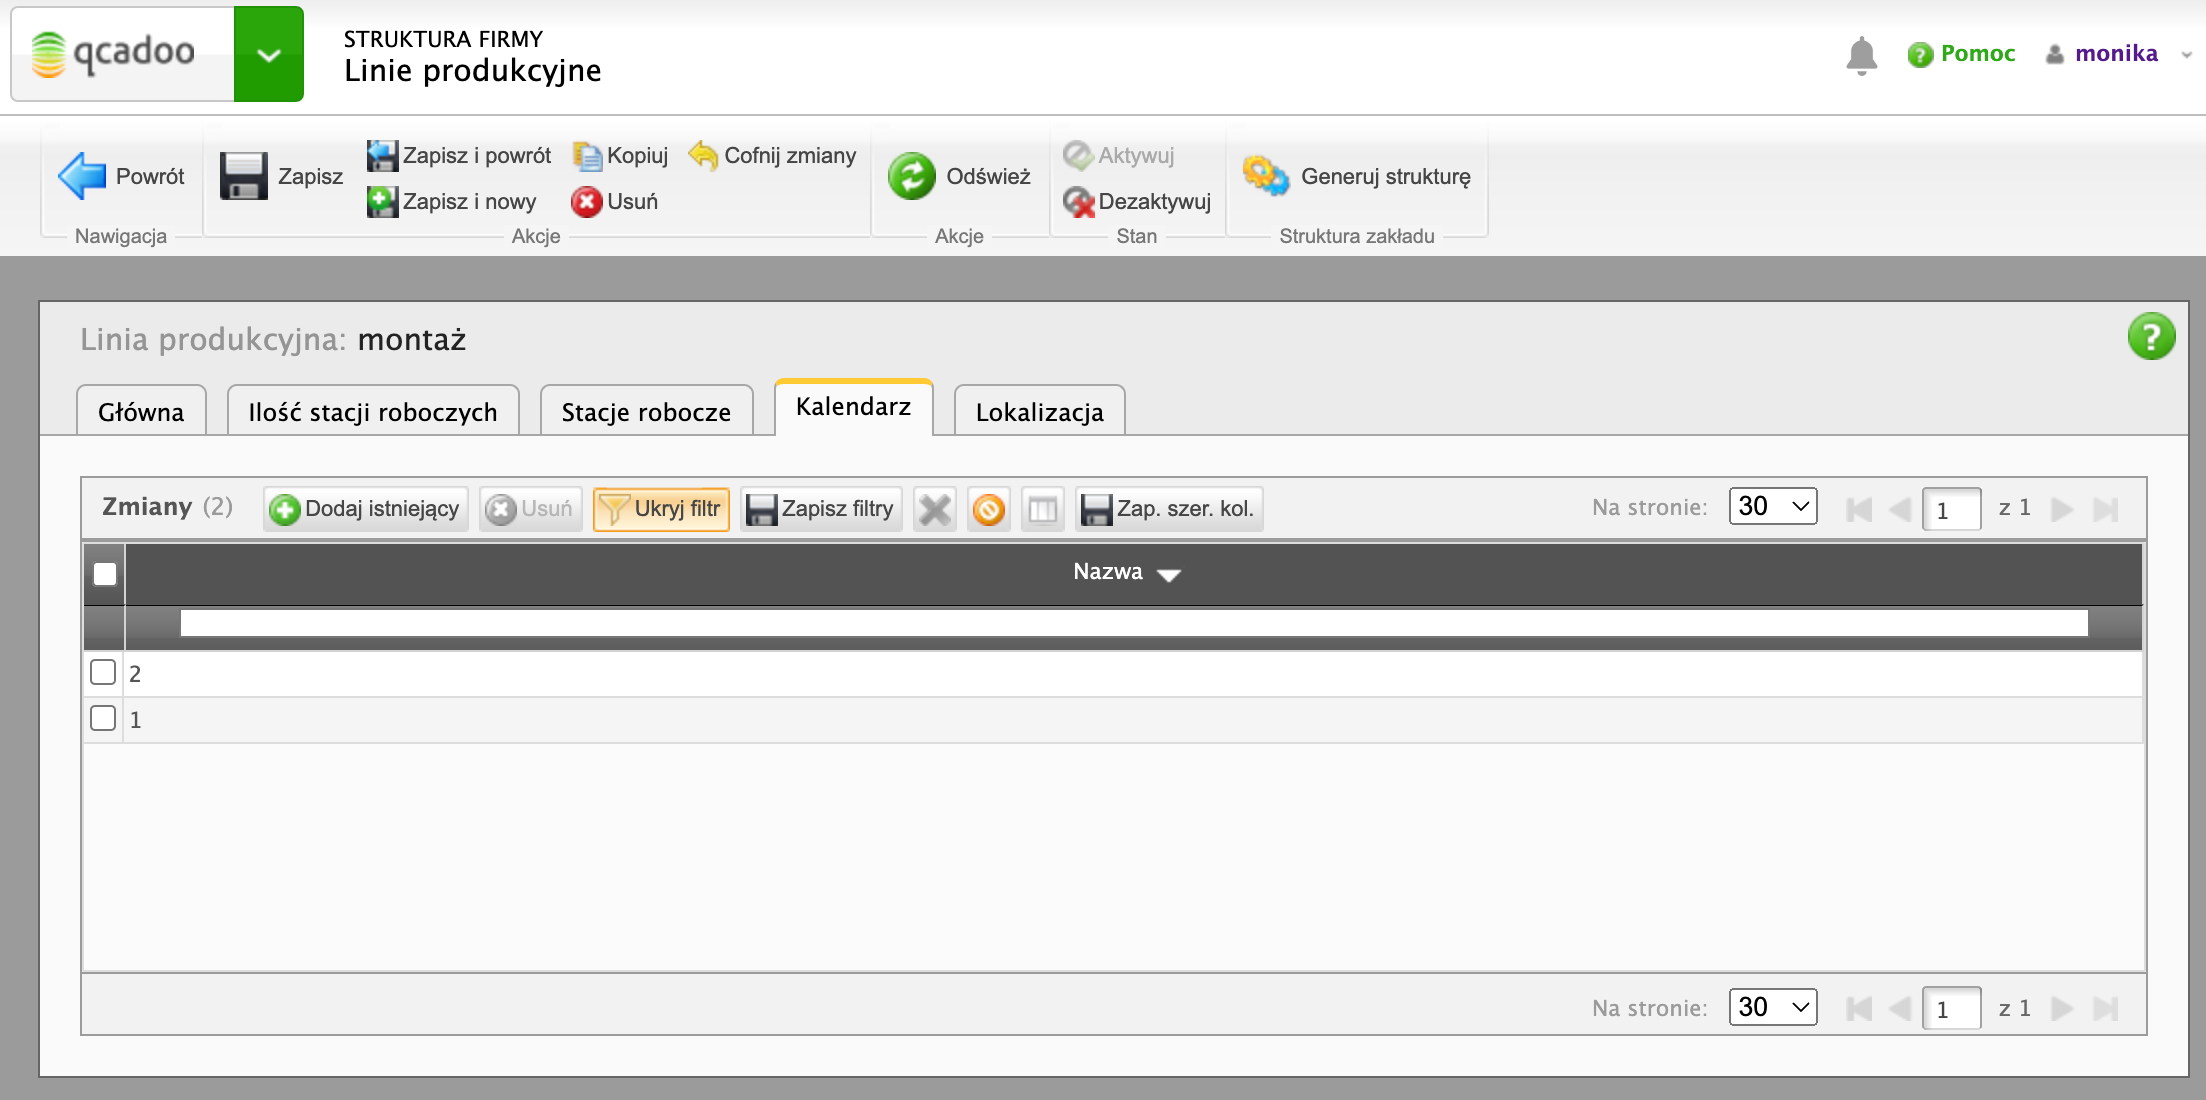 qcadoo
STRUKTURA FIRMY
Linie produkcyjne
Pomoc
monika
Powrót
Nawigacja
Zapisz
Zapisz i powrót
Kopiuj
Cofnij zmiany
Zapisz i nowy
Usuń
Akcje
Odśwież
Akcje
Aktywuj
Dezaktywuj
Stan
Generuj strukturę
Struktura zakładu
Linia produkcyjna: montaż
Główna
Ilość stacji roboczych
Stacje robocze
Kalendarz
Lokalizacja
Zmiany (2)
Dodaj istniejący
Usuń
Ukryj filtr
Zapisz filtry
Zap. szer. kol.
Na stronie: 30
1 z 1
Nazwa
2
1
Na stronie: 30
1 z 1